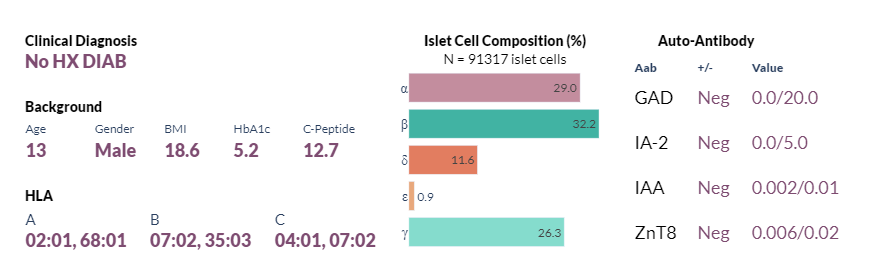 Clinical Diagnosis
No HX DIAB
Background
Age Gender BMI HbA1c C-Peptide
13 Male 18.6 5.2 12.7
HLA
A B C
02:01, 68:01 07:02, 35:03 04:01, 07:02
Islet Cell Composition (%)
N = 91317 islet cells
α 29.0
β 32.2
δ 11.6
ε 0.9
γ 26.3
Auto-Antibody
Aab +/- Value
GAD Neg 0.0/20.0
IA-2 Neg 0.0/5.0
IAA Neg 0.002/0.01
ZnT8 Neg 0.006/0.02